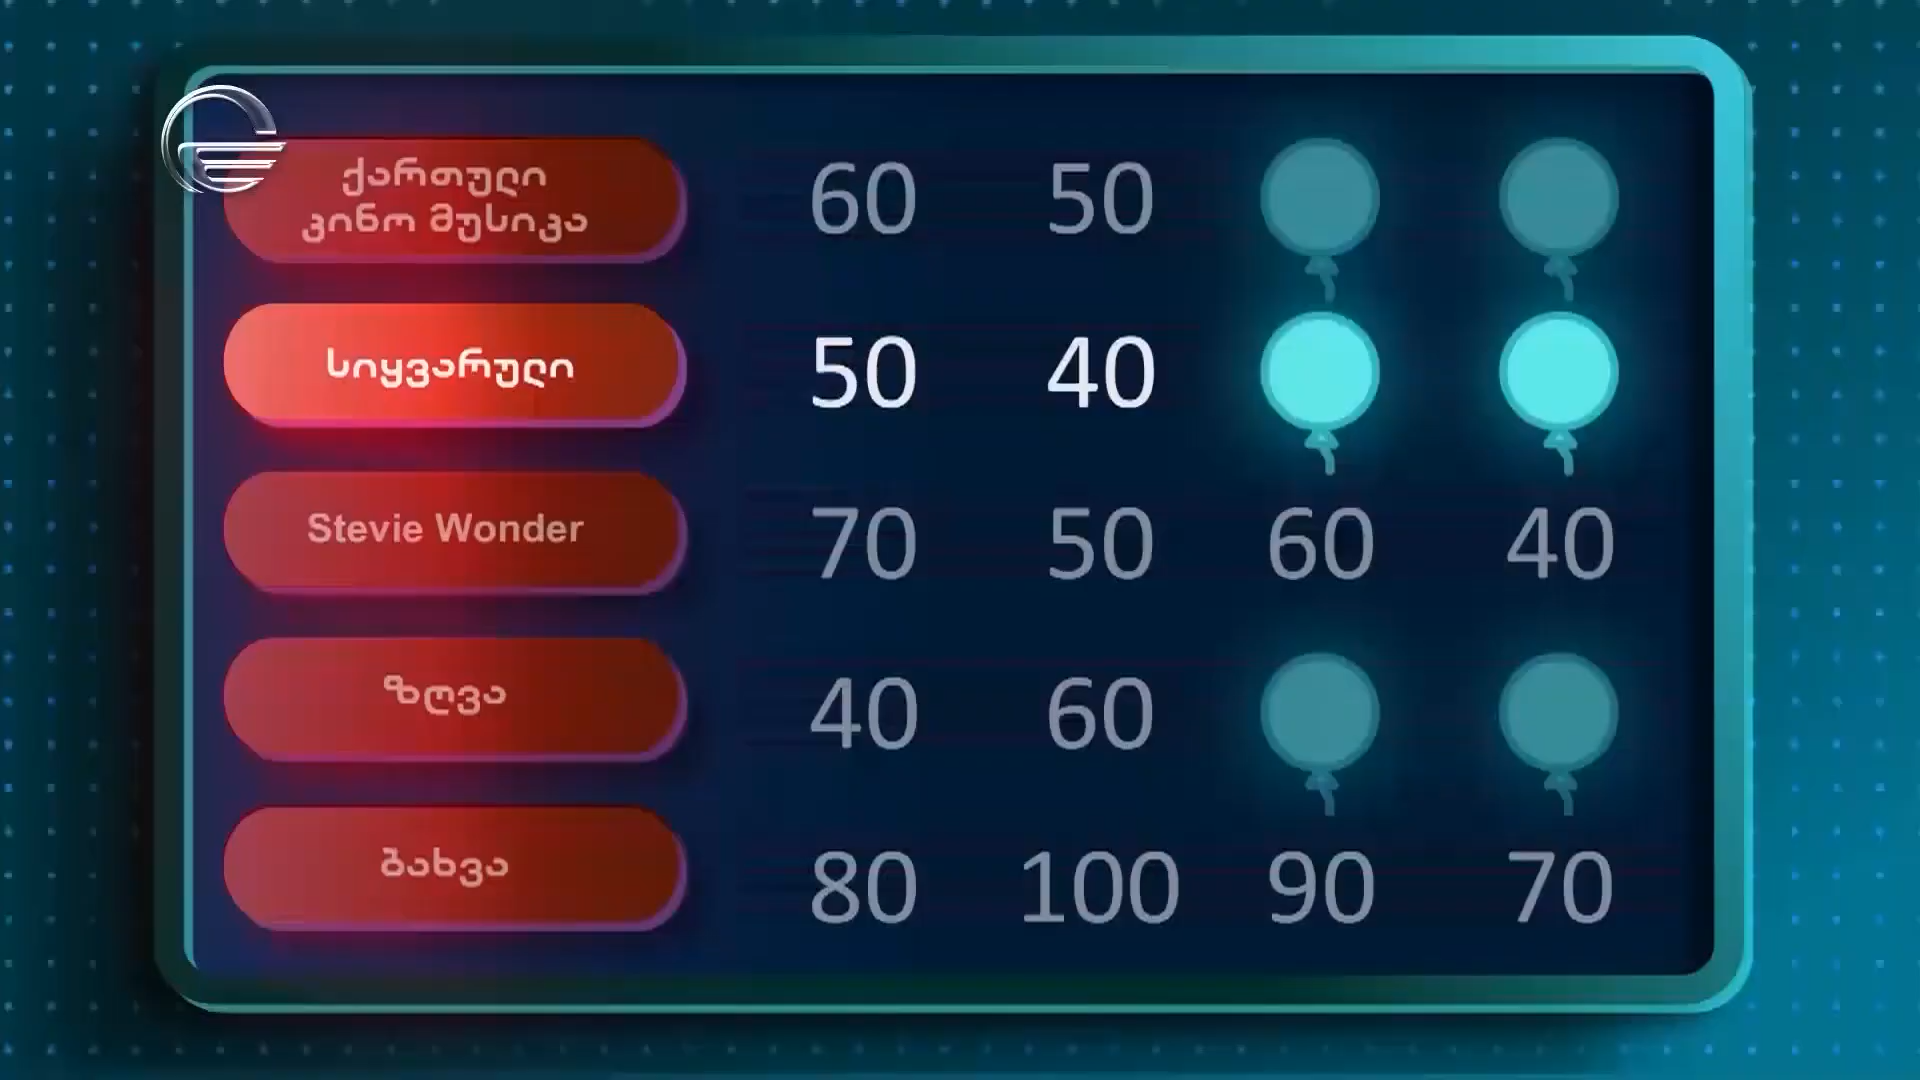 ქართული
კინო მუსიკა
60 50
სიყვარული
50 40
Stevie Wonder
70 50 60 40
ზღვა
40 60
ბახვა
80 100 90 70